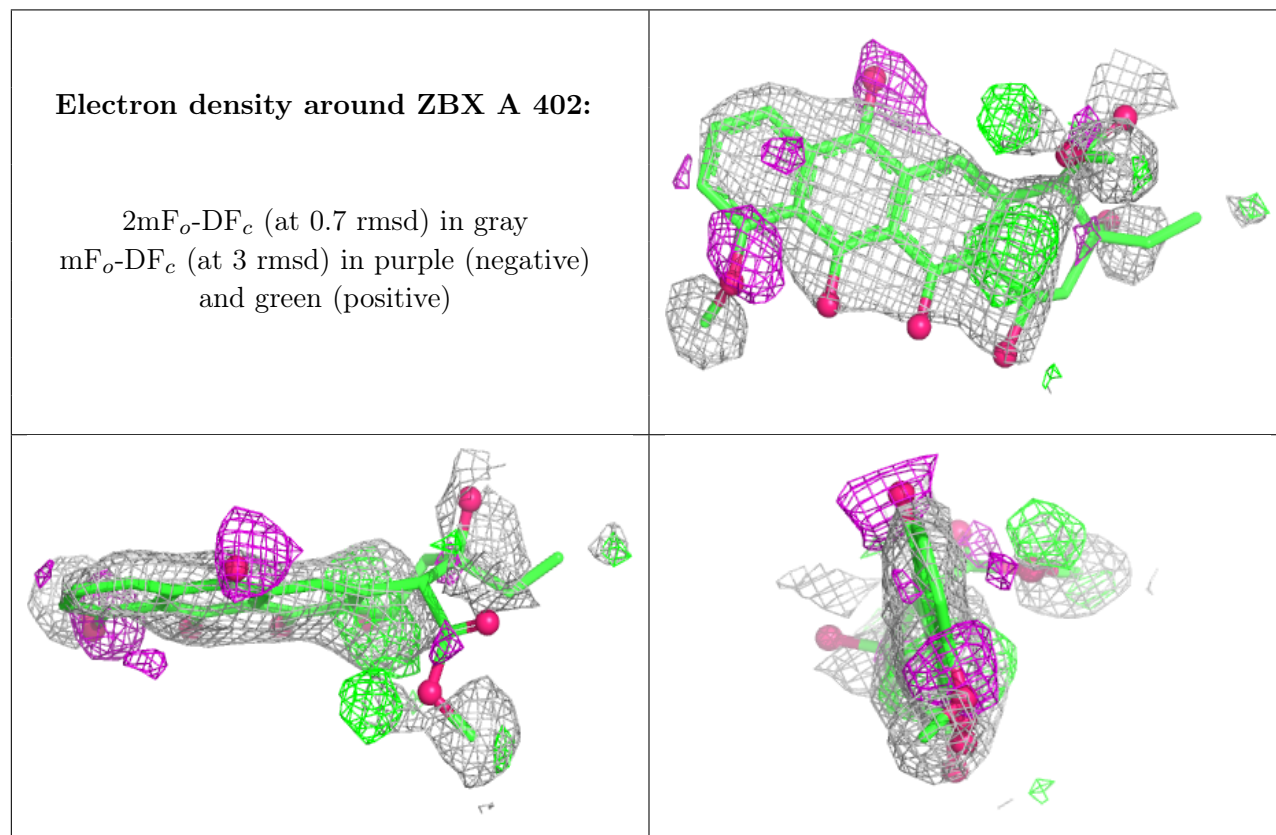 Electron density around ZBX A 402:
2mFₒ-DF𝒸 (at 0.7 rmsd) in gray
mFₒ-DF𝒸 (at 3 rmsd) in purple (negative)
and green (positive)